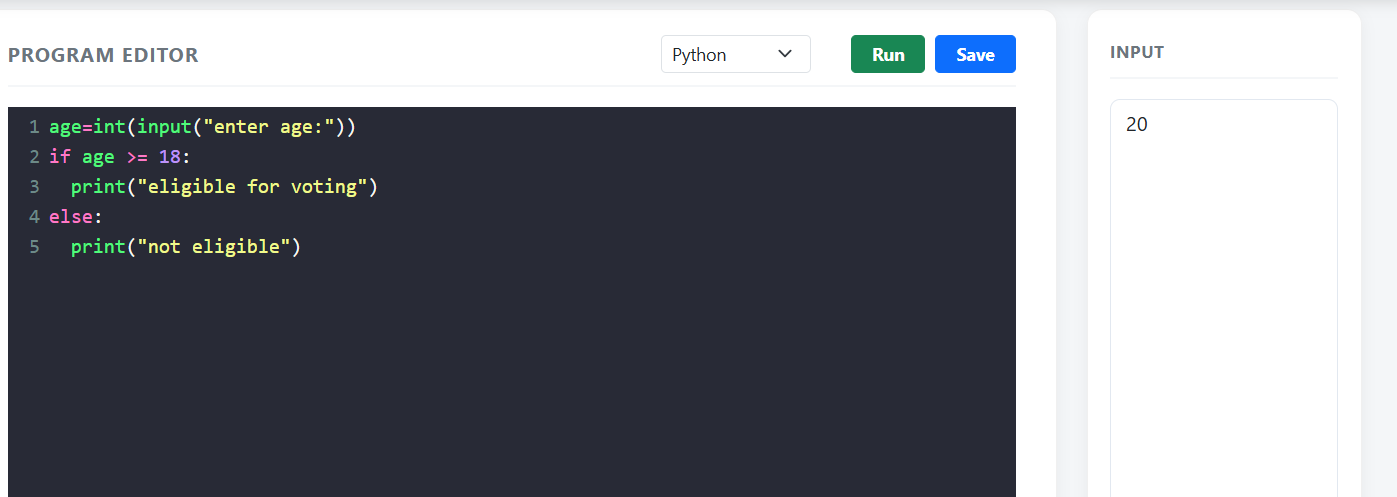 PROGRAM EDITOR
Python
Run
Save
1 age=int(input("enter age:"))
2 if age >= 18:
3   print("eligible for voting")
4 else:
5   print("not eligible")
INPUT
20